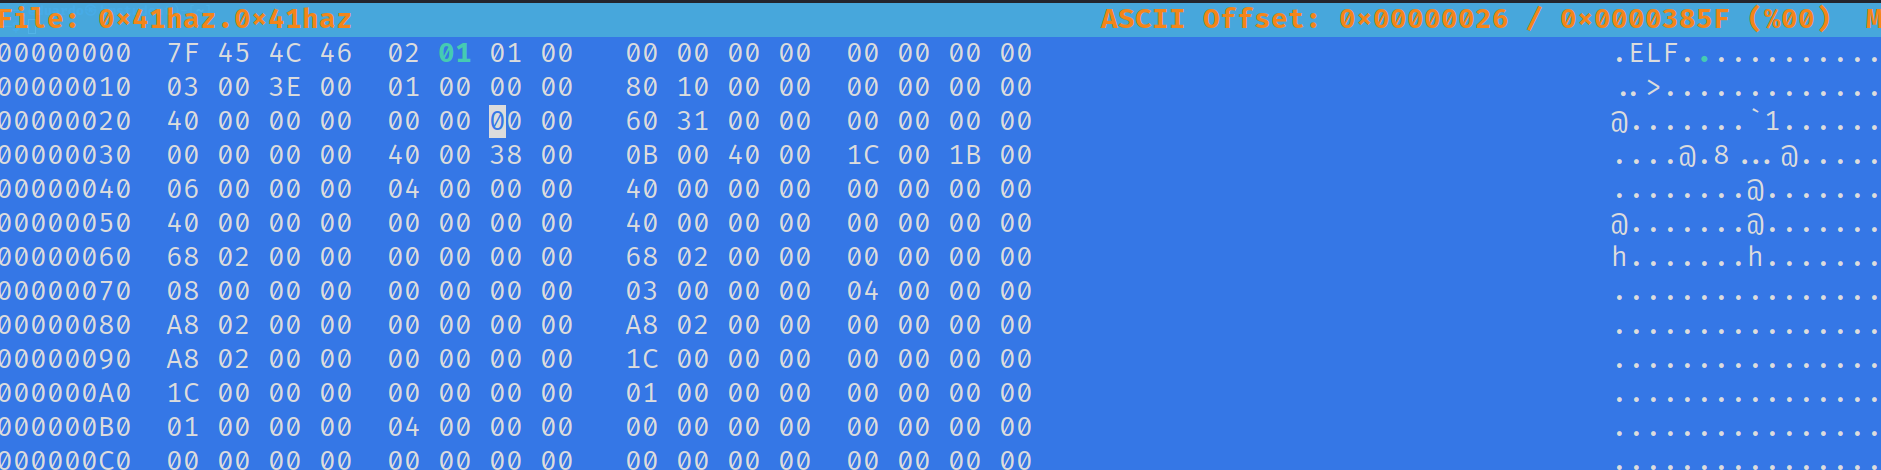 File: 0×41haz.0×41haz ASCII Offset: 0×00000026 / 0×0000385F (%00) M
00000000 7F 45 4C 46 02 01 01 00 00 00 00 00 00 00 00 00 .ELF............
00000010 03 00 3E 00 01 00 00 00 80 10 00 00 00 00 00 00 ..>.............
00000020 40 00 00 00 00 00 00 00 60 31 00 00 00 00 00 00 @.......`1......
00000030 00 00 00 00 40 00 38 00 0B 00 40 00 1C 00 1B 00 ....@.8...@.....
00000040 06 00 00 00 04 00 00 00 40 00 00 00 00 00 00 00 ........@.......
00000050 40 00 00 00 00 00 00 00 40 00 00 00 00 00 00 00 @.......@.......
00000060 68 02 00 00 00 00 00 00 68 02 00 00 00 00 00 00 h.......h.......
00000070 08 00 00 00 00 00 00 00 03 00 00 00 04 00 00 00 ................
00000080 A8 02 00 00 00 00 00 00 A8 02 00 00 00 00 00 00 ................
00000090 A8 02 00 00 00 00 00 00 1C 00 00 00 00 00 00 00 ................
000000A0 1C 00 00 00 00 00 00 00 01 00 00 00 00 00 00 00 ................
000000B0 01 00 00 00 04 00 00 00 00 00 00 00 00 00 00 00 ................
000000C0 00 00 00 00 00 00 00 00 00 00 00 00 00 00 00 00 ................